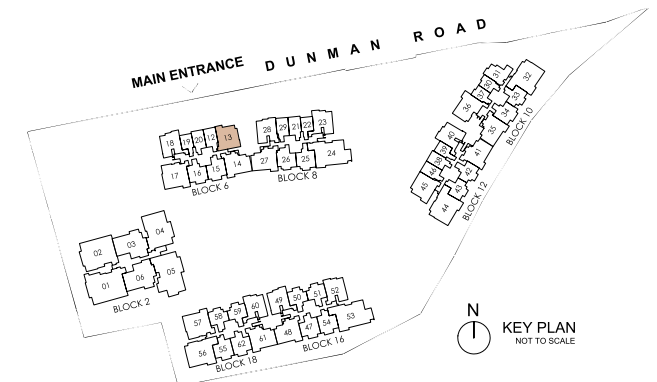 DUNMAN ROAD
MAIN ENTRANCE
18 19 20 12 13
17 16 15 14
BLOCK 6
28 29 21 22 23
27 26 25 24
BLOCK 8
36 37 30 31 32
35 34 33
BLOCK 10
45 46 38 39 40
44 43 42 41
BLOCK 12
02 03 04
01 06 05
BLOCK 2
57 58 59 60
56 55 62 61
BLOCK 18
49 50 51 52
48 47 54 53
BLOCK 16
N
KEY PLAN
NOT TO SCALE